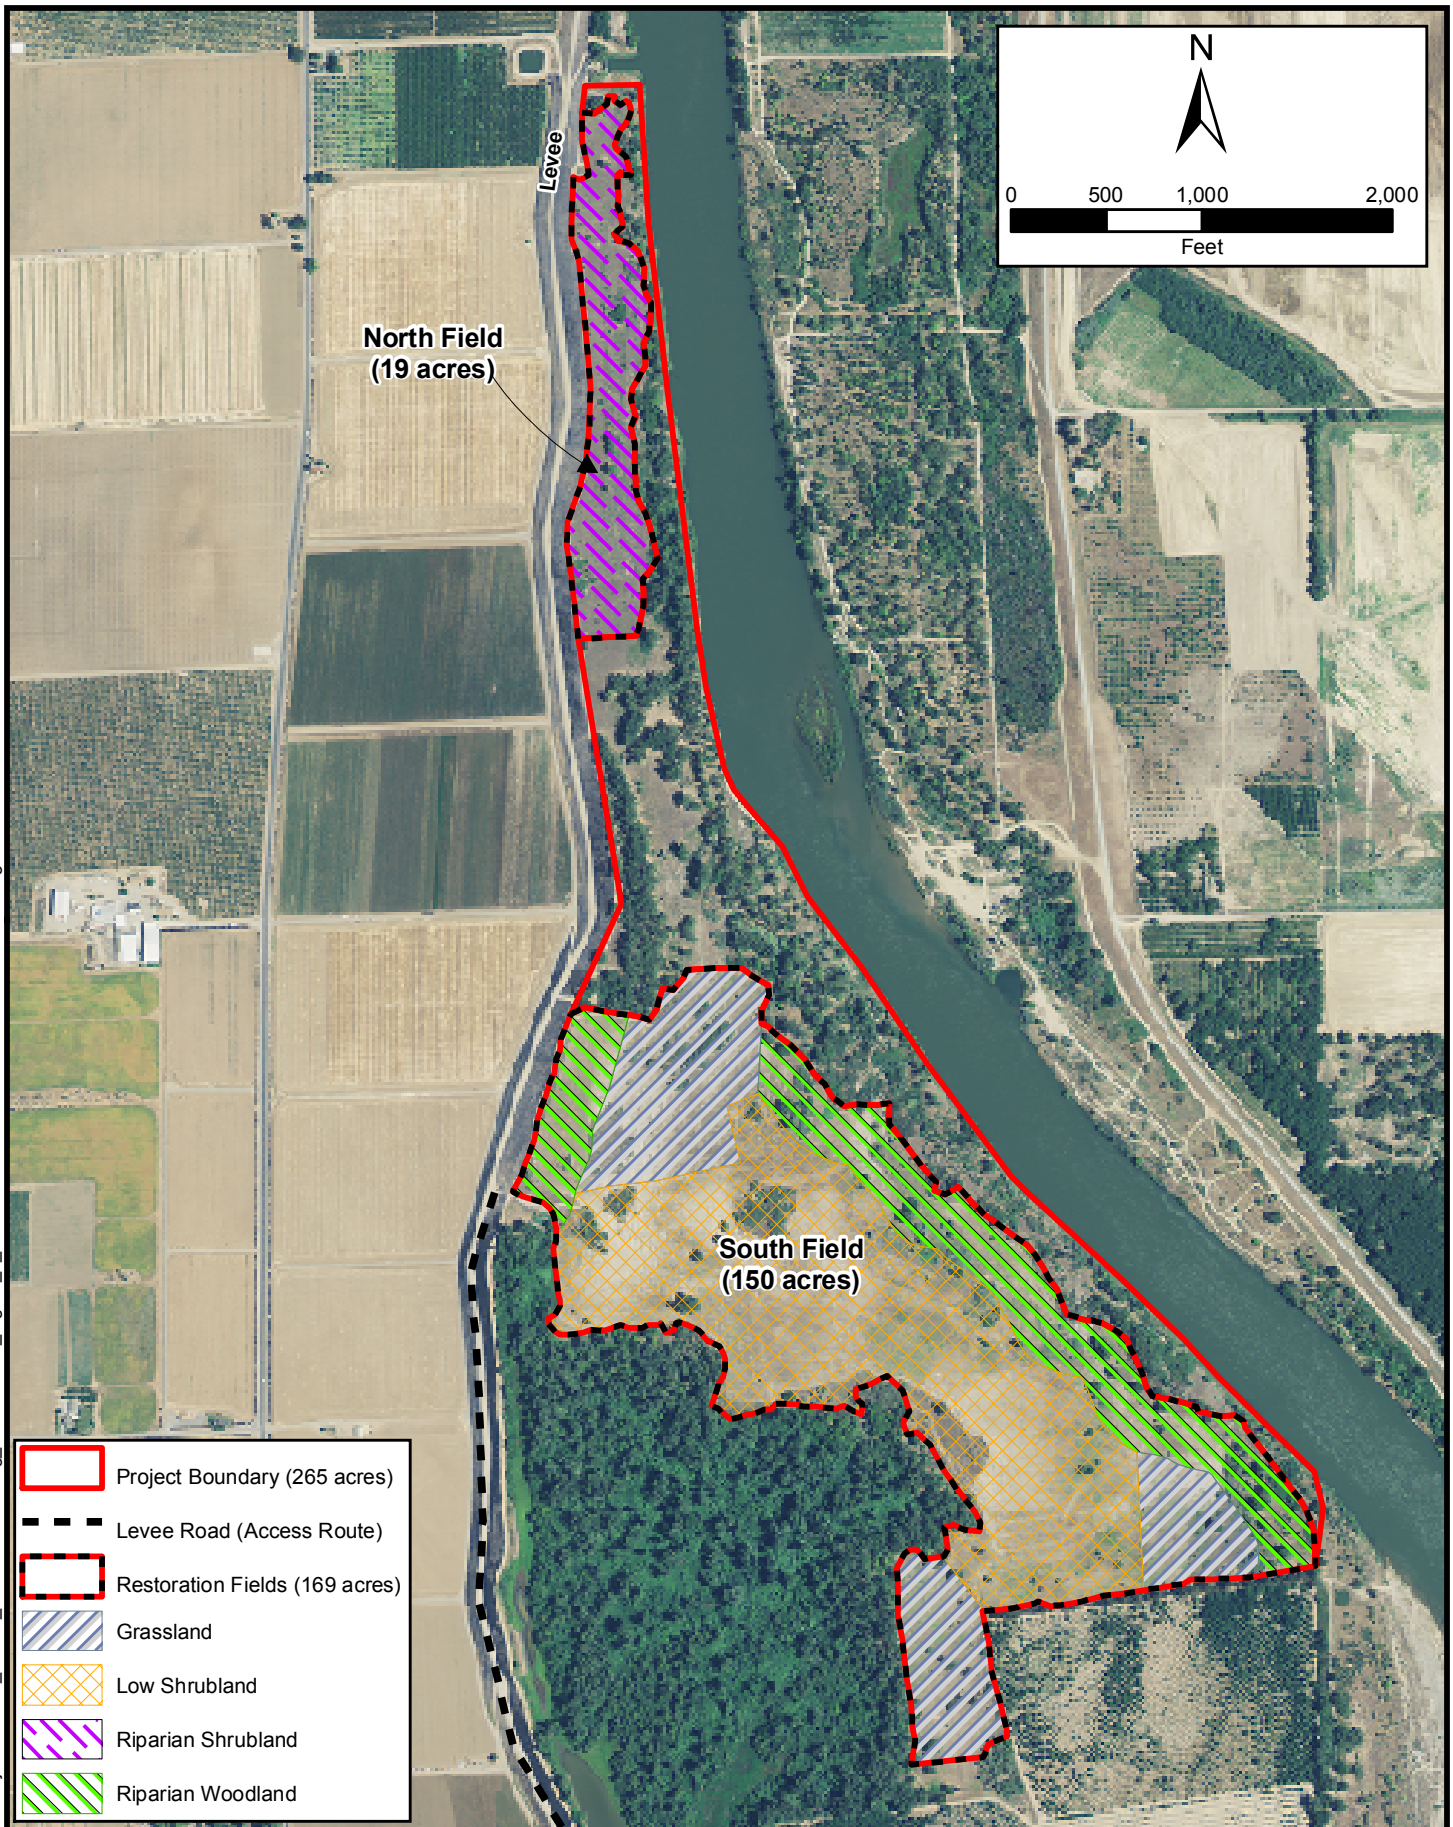 N
0 500 1,000 2,000
Feet
Levee
North Field
(19 acres)
South Field
(150 acres)
Project Boundary (265 acres)
Levee Road (Access Route)
Restoration Fields (169 acres)
Grassland
Low Shrubland
Riparian Shrubland
Riparian Woodland